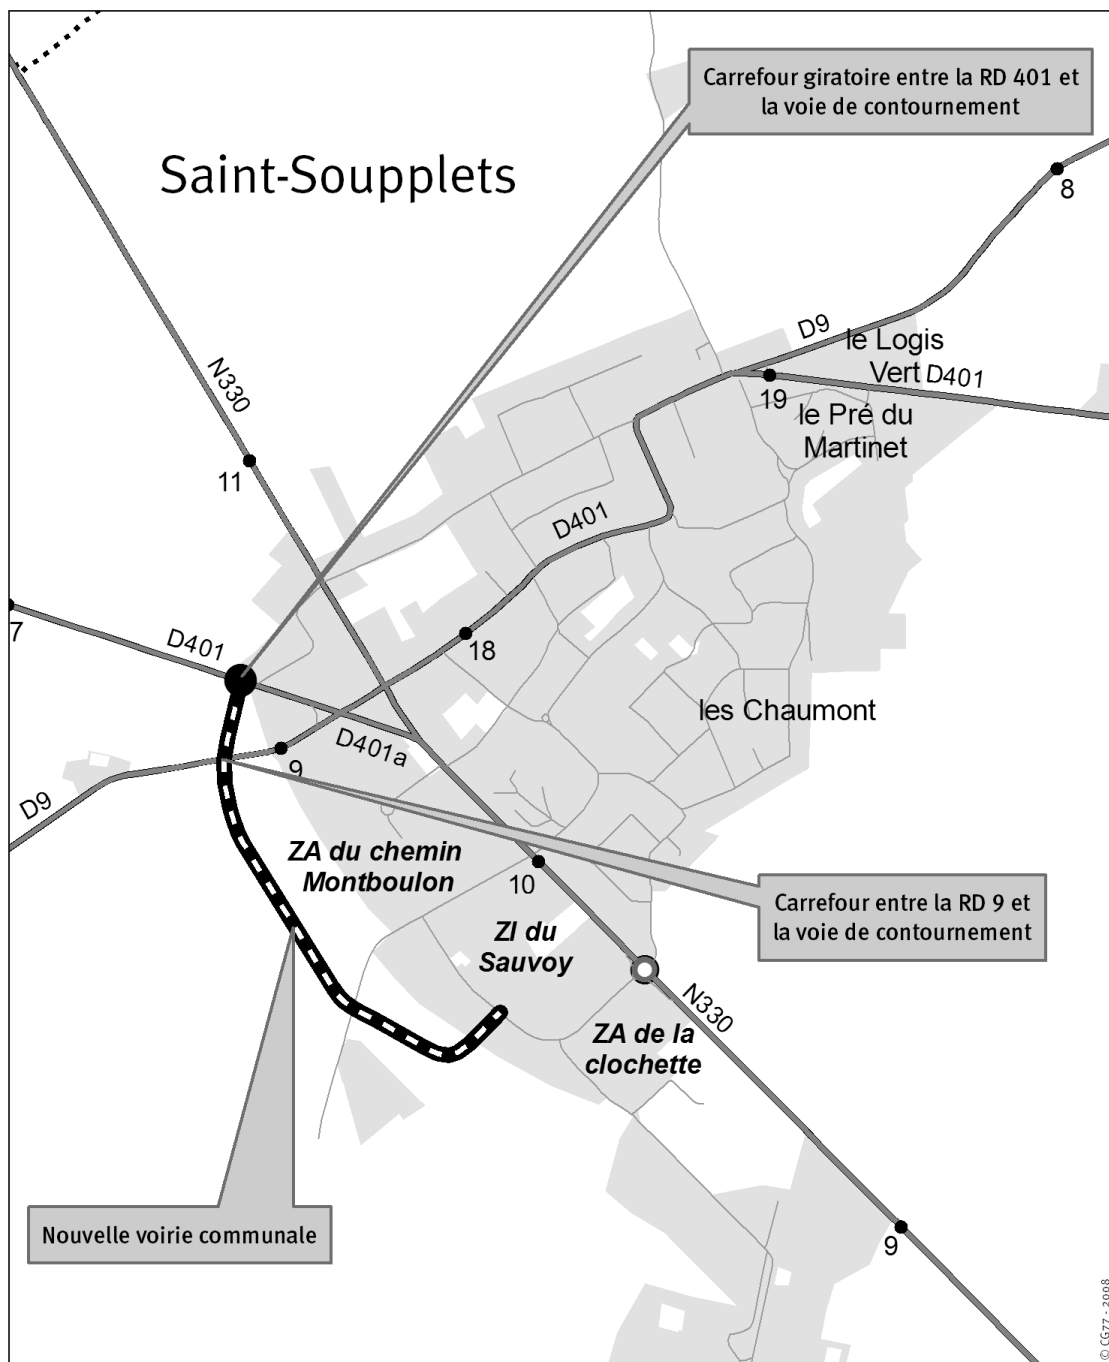 Carrefour giratoire entre la RD 401 et
la voie de contournement
Saint-Soupplets
8
D9
le Logis
Vert
D401
19
le Pré du
Martinet
N330
11
D401
7
D401
18
les Chaumont
D401a
9
D9
ZA du chemin
Montboulon
10
Carrefour entre la RD 9 et
la voie de contournement
ZI du
Sauvoy
N330
ZA de la
clochette
Nouvelle voirie communale
9
© CG77 - 2008